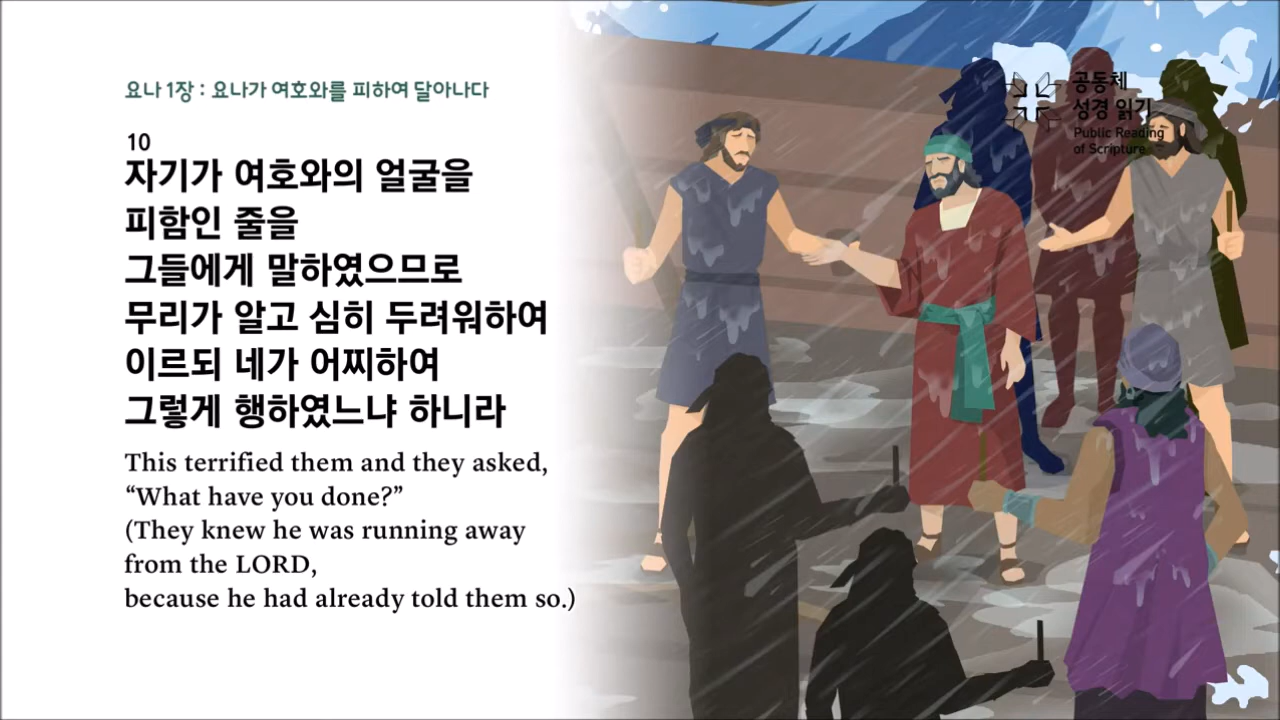 요나 1장 : 요나가 여호와를 피하여 달아나다
10
자기가 여호와의 얼굴을
피함인 줄을
그들에게 말하였으므로
무리가 알고 심히 두려워하여
이르되 네가 어찌하여
그렇게 행하였느냐 하니라
This terrified them and they asked,
“What have you done?”
(They knew he was running away
from the LORD,
because he had already told them so.)
공동체
성경 읽기
Public Reading
of Scripture